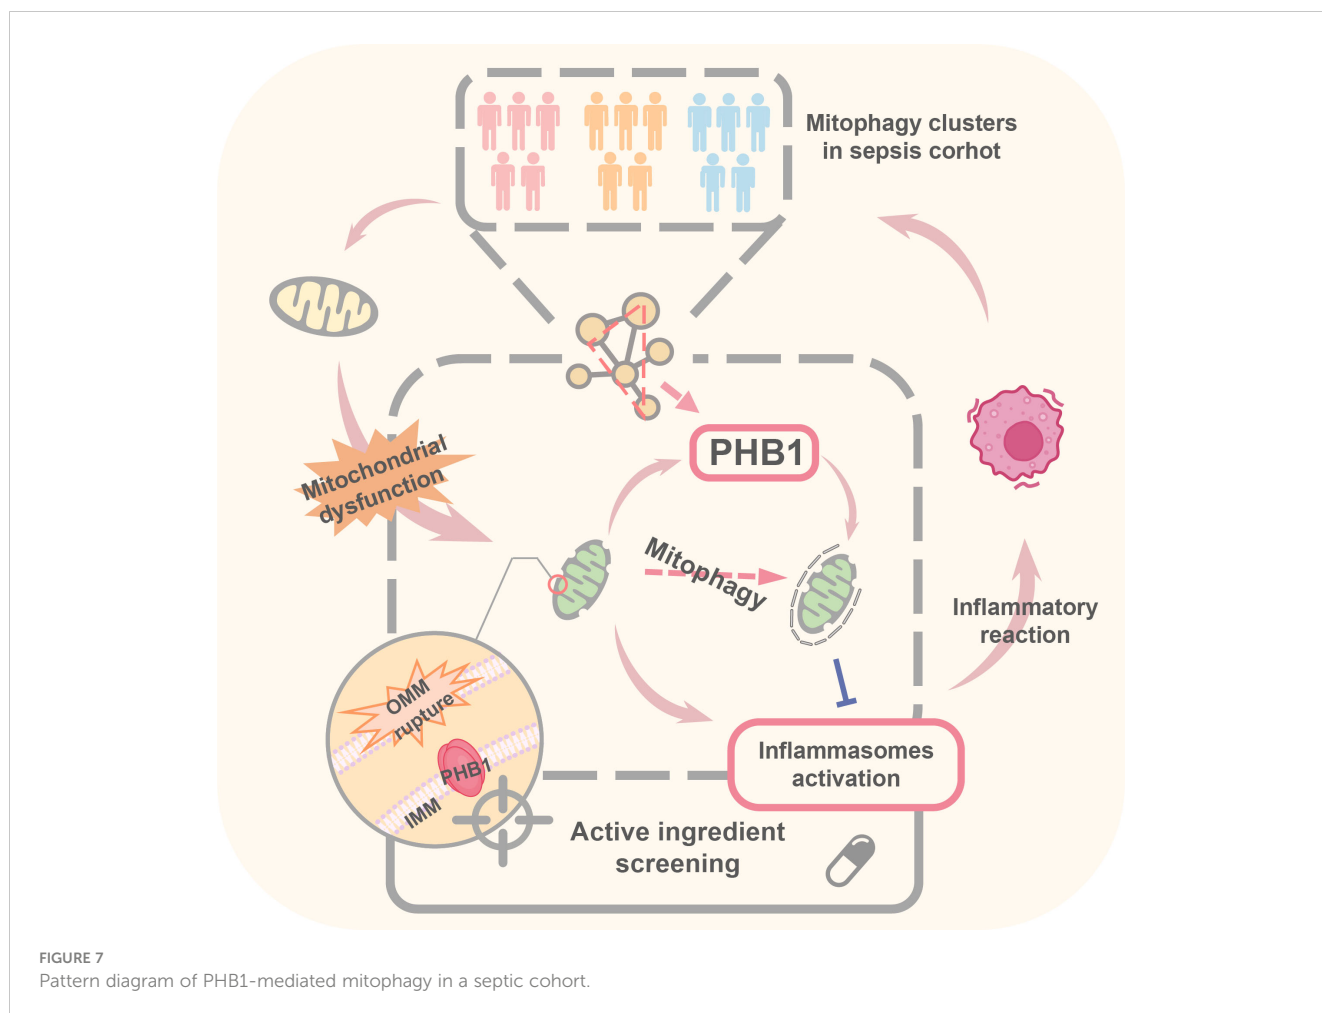 Mitophagy clusters
in sepsis corhot
PHB1
Mitochondrial
dysfunction
Mitophagy
Inflammatory
reaction
OMM
rupture
PHB1
IMM
Inflammasomes
activation
Active ingredient
screening
FIGURE 7
Pattern diagram of PHB1-mediated mitophagy in a septic cohort.